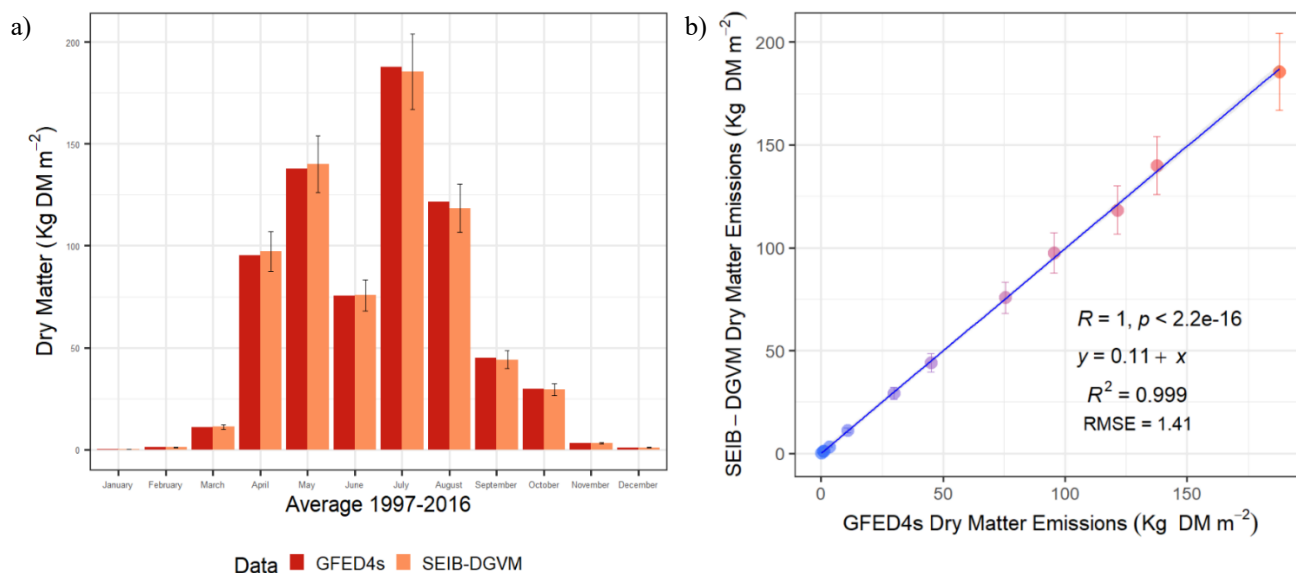 a)
Dry Matter (Kg DM m⁻²)
200
150
100
50
0
January February March April May June July August September October November December
Average 1997-2016
Data GFED4s SEIB-DGVM
b)
SEIB – DGVM Dry Matter Emissions (Kg DM m⁻²)
200
150
100
50
0
R = 1, p < 2.2e-16
y = 0.11 + x
R² = 0.999
RMSE = 1.41
0 50 100 150
GFED4s Dry Matter Emissions (Kg DM m⁻²)